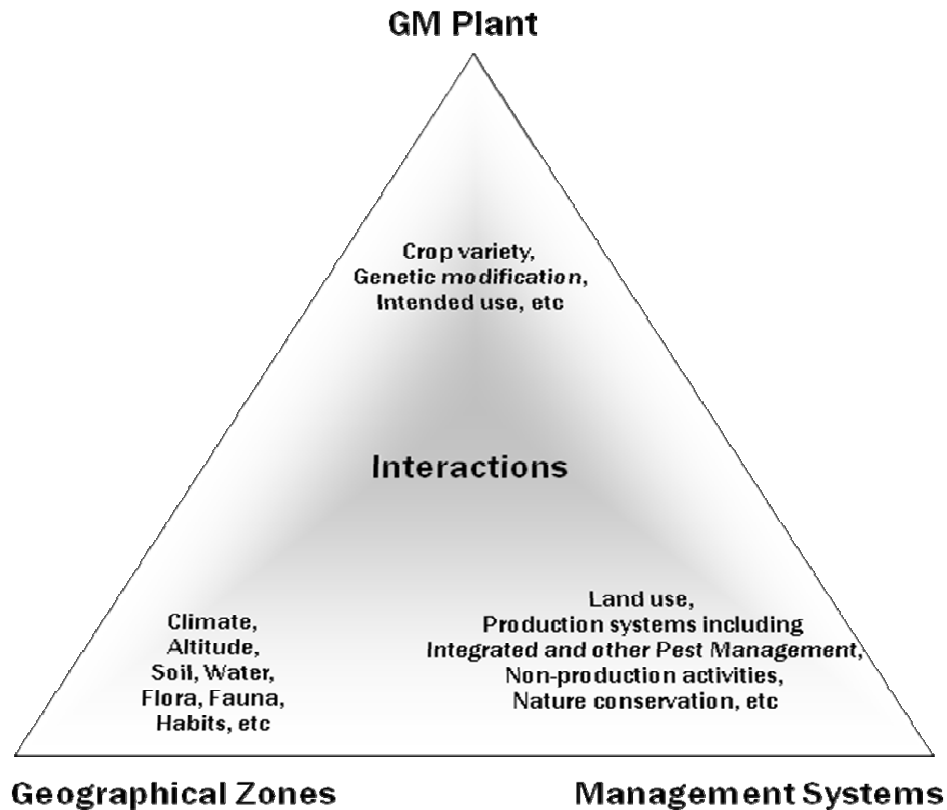 GM Plant
Crop variety,
Genetic modification,
Intended use, etc
Interactions
Climate,
Altitude,
Soil, Water,
Flora, Fauna,
Habits, etc
Land use,
Production systems including
Integrated and other Pest Management,
Non-production activities,
Nature conservation, etc
Geographical Zones
Management Systems